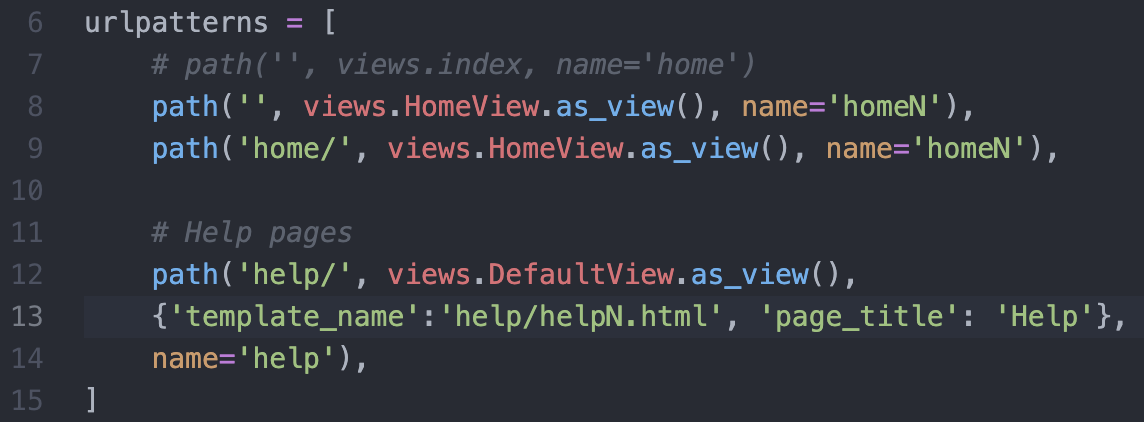 6 urlpatterns = [
7 # path('', views.index, name='home')
8 path('', views.HomeView.as_view(), name='homeN'),
9 path('home/', views.HomeView.as_view(), name='homeN'),
10
11 # Help pages
12 path('help/', views.DefaultView.as_view(),
13 {'template_name':'help/helpN.html', 'page_title': 'Help'},
14 name='help'),
15 ]